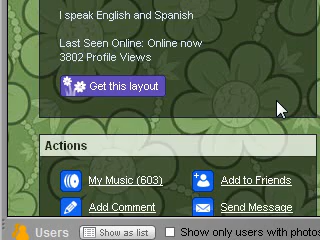 I speak English and Spanish
Last Seen Online: Online now
3802 Profile Views
Get this layout
Actions
My Music (603)
Add to Friends
Add Comment
Send Message
Users
Show as list
Show only users with photos